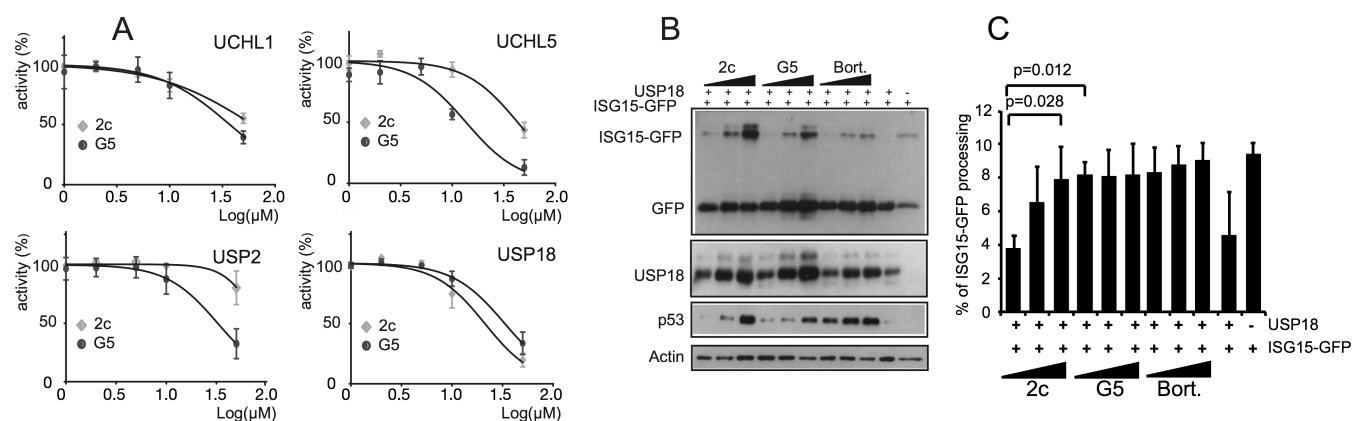 A
UCHL1
activity (%)
100
50
0
2c
G5
0 0.5 1.0 1.5 2.0
Log(µM)
UCHL5
activity (%)
100
50
0
2c
G5
0 0.5 1.0 1.5 2.0
Log(µM)
USP2
activity (%)
100
50
0
2c
G5
0 0.5 1.0 1.5 2.0
Log(µM)
USP18
activity (%)
100
50
0
2c
G5
0 0.5 1.0 1.5 2.0
Log(µM)
B
2c G5 Bort.
USP18 + + + + + + + + + + -
ISG15-GFP + + + + + + + + + + +
ISG15-GFP
GFP
USP18
p53
Actin
C
p=0.012
p=0.028
% of ISG15-GFP processing
12
10
8
6
4
2
0
+ + + + + + + + + + - USP18
+ + + + + + + + + + + ISG15-GFP
2c G5 Bort.